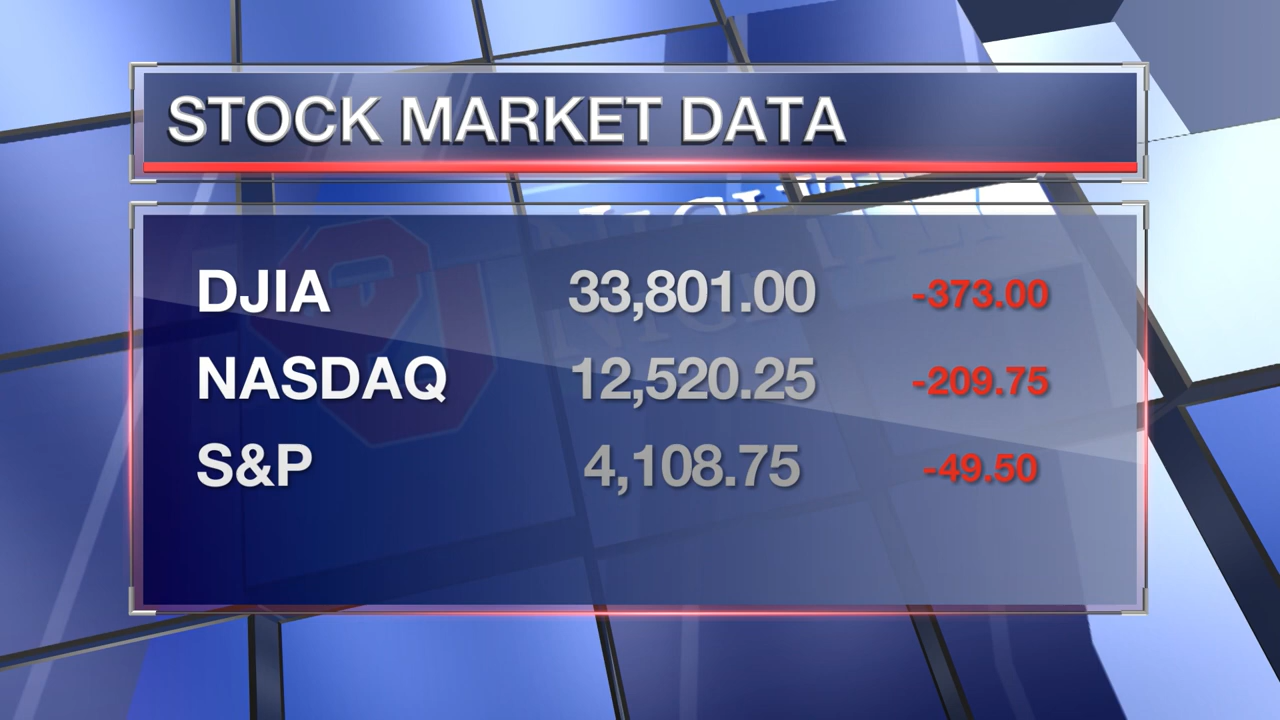 STOCK MARKET DATA
DJIA 33,801.00 -373.00
NASDAQ 12,520.25 -209.75
S&P 4,108.75 -49.50